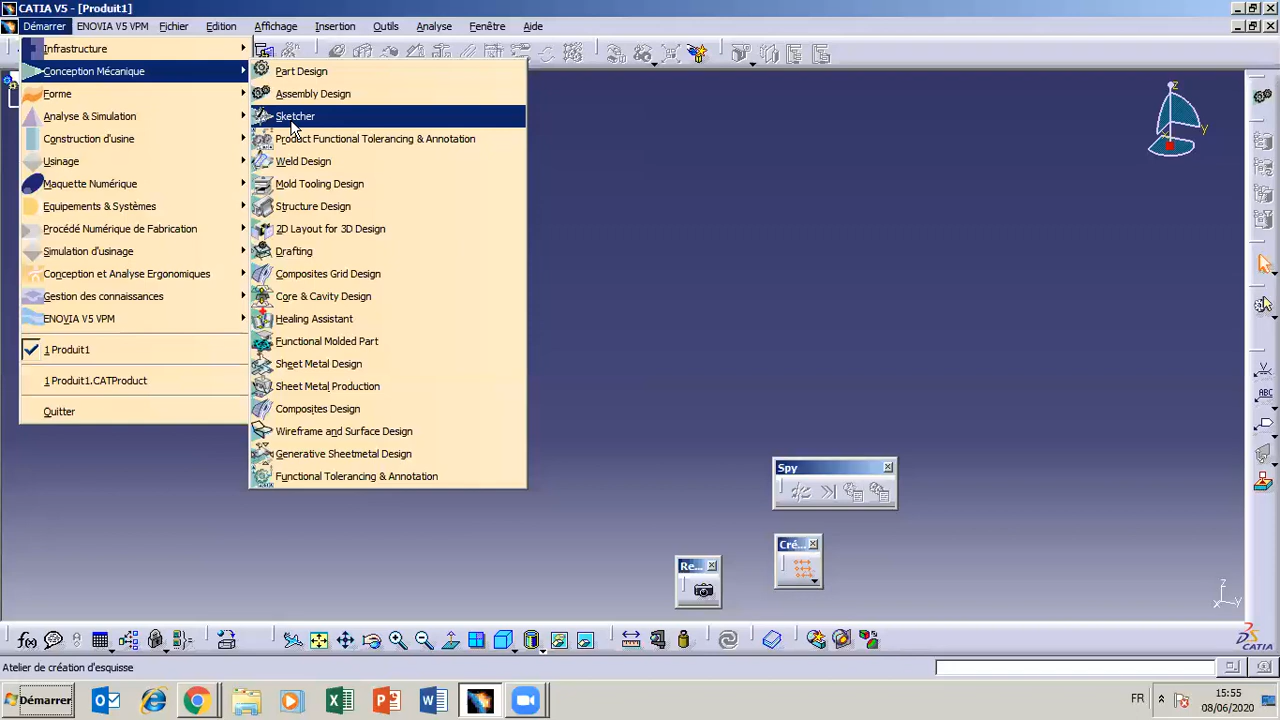 CATIA V5 - [Produit1]
Démarrer ENOVIA V5 VPM Fichier Edition Affichage Insertion Outils Analyse Fenêtre Aide
Infrastructure
Conception Mécanique
Forme
Analyse & Simulation
Construction d'usine
Usinage
Maquette Numérique
Equipements & Systèmes
Procédé Numérique de Fabrication
Simulation d'usinage
Conception et Analyse Ergonomiques
Gestion des connaissances
ENOVIA V5 VPM
1 Produit1
1 Produit1.CATProduct
Quitter
Part Design
Assembly Design
Sketcher
Product Functional Tolerancing & Annotation
Weld Design
Mold Tooling Design
Structure Design
2D Layout for 3D Design
Drafting
Composites Grid Design
Core & Cavity Design
Healing Assistant
Functional Molded Part
Sheet Metal Design
Sheet Metal Production
Composites Design
Wireframe and Surface Design
Generative Sheetmetal Design
Functional Tolerancing & Annotation
z
y
ABC
Spy
Cré...
Re...
z
x y
f(x)
CATIA
Atelier de création d'esquisse
Démarrer
FR
15:55
08/06/2020